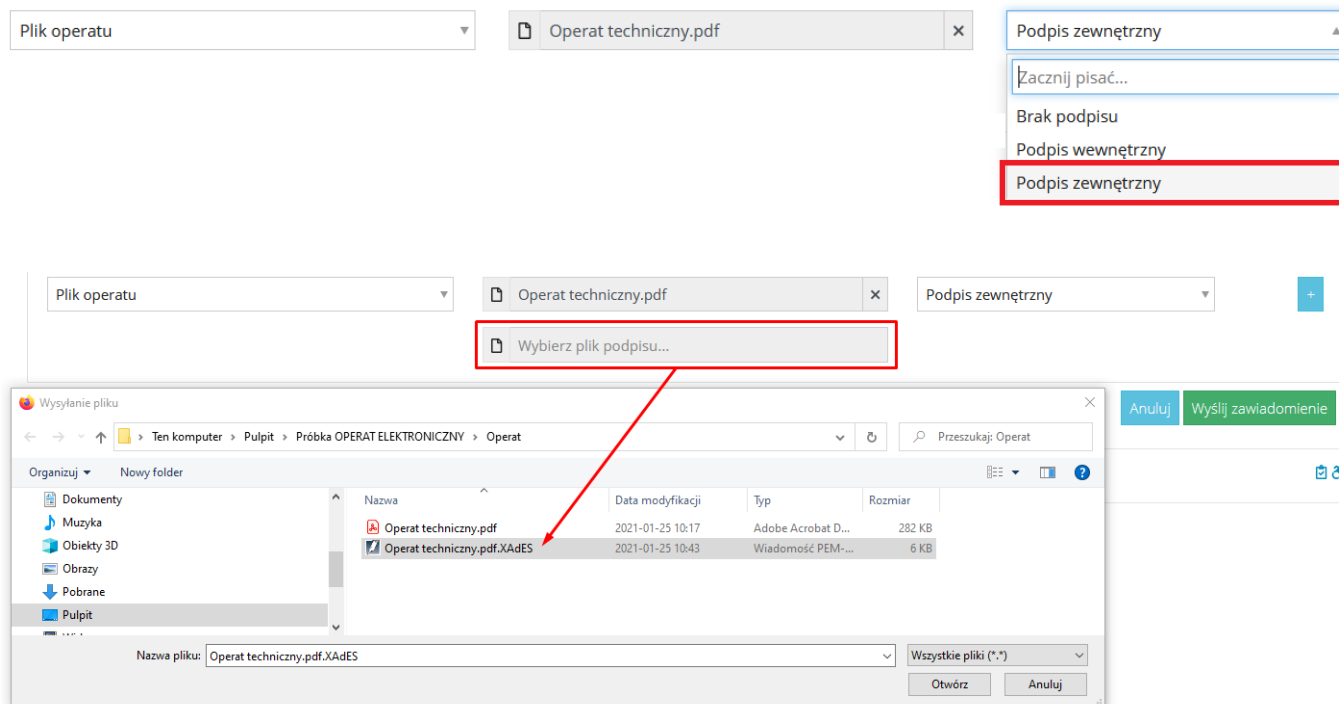 Plik operatu
Operat techniczny.pdf
Podpis zewnętrzny
Zacznij pisać...
Brak podpisu
Podpis wewnętrzny
Podpis zewnętrzny
Plik operatu
Operat techniczny.pdf
Podpis zewnętrzny
+
Wybierz plik podpisu...
Wysyłanie pliku
Anuluj
Wyślij zawiadomienie
Ten komputer > Pulpit > Próbka OPERAT ELEKTRONICZNY > Operat
Przeszukaj: Operat
Organizuj
Nowy folder
Dokumenty
Muzyka
Obiekty 3D
Obrazy
Pobrane
Pulpit
Nazwa Data modyfikacji Typ Rozmiar
Operat techniczny.pdf 2021-01-25 10:17 Adobe Acrobat D... 282 KB
Operat techniczny.pdf.XAdES 2021-01-25 10:43 Wiadomość PEM-... 6 KB
Nazwa pliku: Operat techniczny.pdf.XAdES
Wszystkie pliki (*.*)
Otwórz
Anuluj